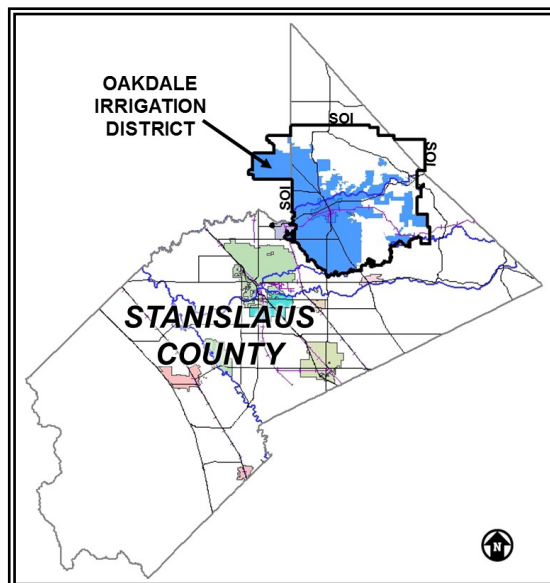 OAKDALE
IRRIGATION
DISTRICT
SOI
SOI
SOI
STANISLAUS
COUNTY
N